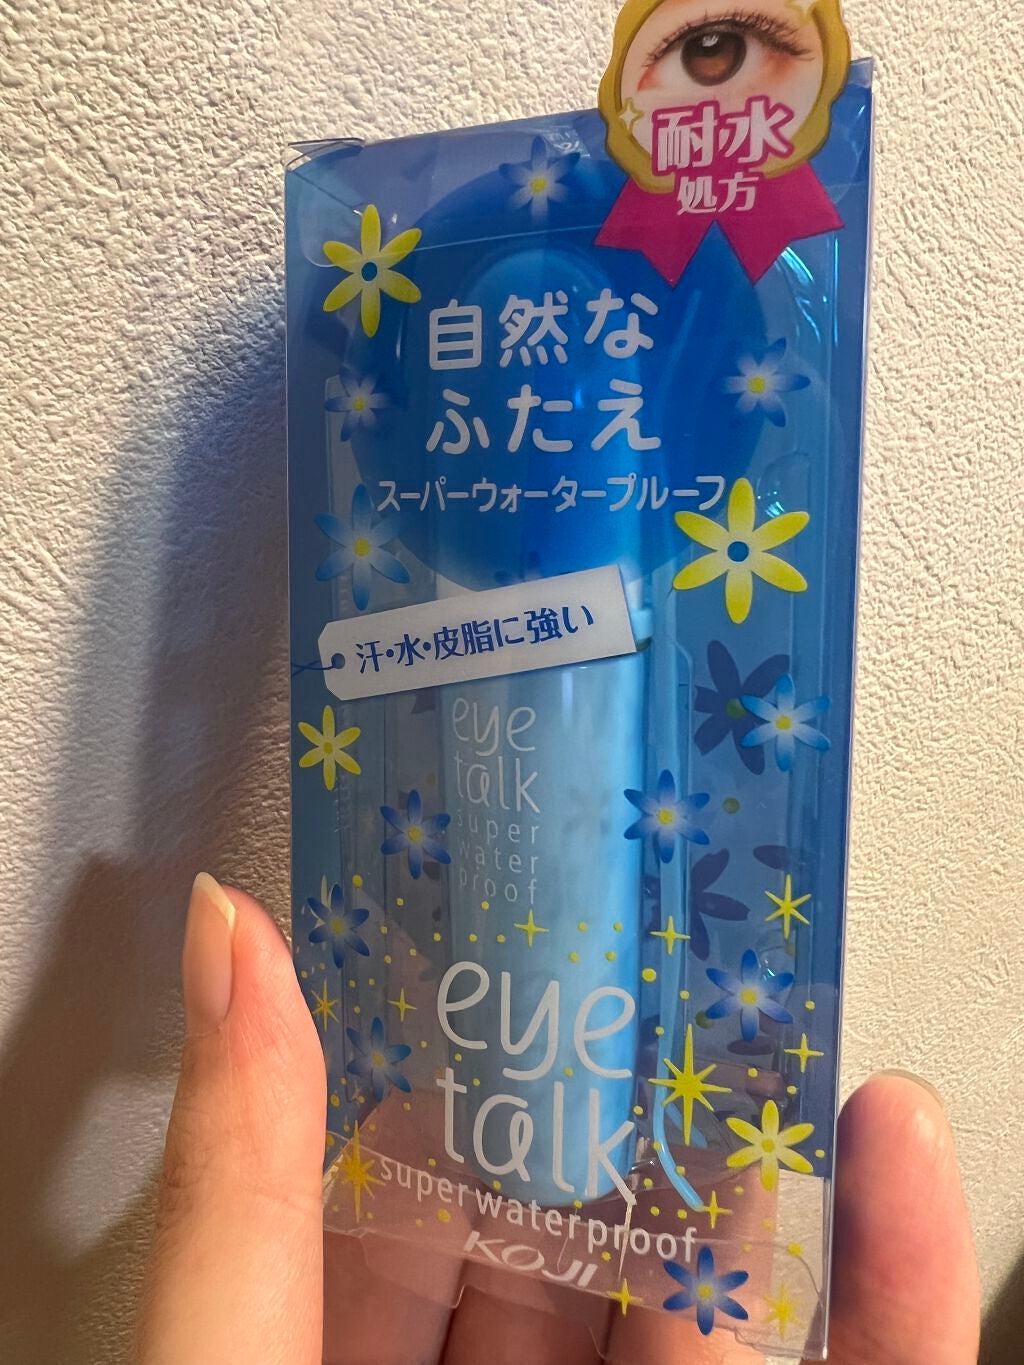 耐水
処方
自然な
ふたえ
スーパーウォータープルーフ
汗・水・皮脂に強い
eye
talk
super
water
proof
eye
talk
super waterproof
KOJI